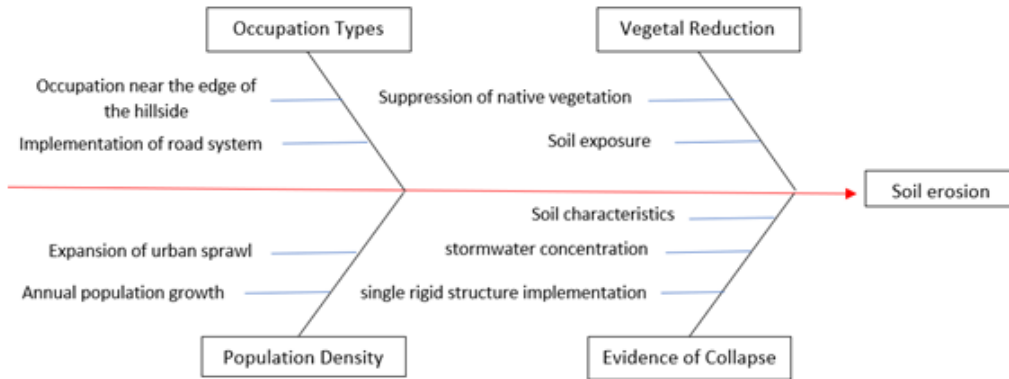 Occupation Types
Vegetal Reduction
Occupation near the edge of
the hillside
Implementation of road system
Suppression of native vegetation
Soil exposure
Soil erosion
Expansion of urban sprawl
Annual population growth
Soil characteristics
stormwater concentration
single rigid structure implementation
Population Density
Evidence of Collapse